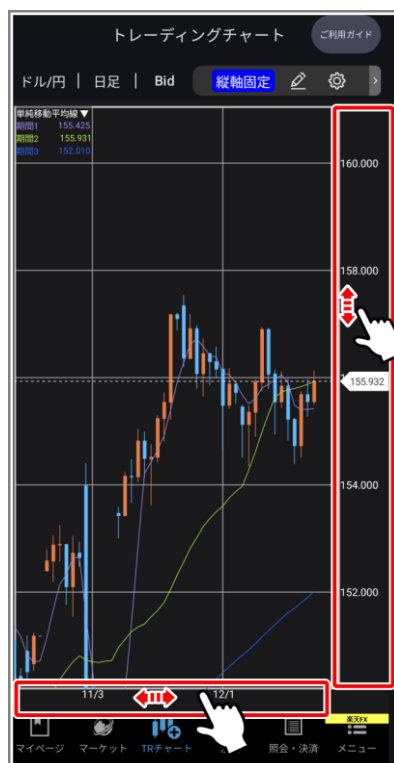 トレーディングチャート
ご利用ガイド
ドル/円 | 日足 | Bid
縦軸固定
単純移動平均線▼
期間1 155.425
期間2 155.931
期間3 152.010
160.000
158.000
155.932
154.000
152.000
11/3
12/1
楽天FX
マイページ
マーケット
TRチャート
照会・決済
メニュー